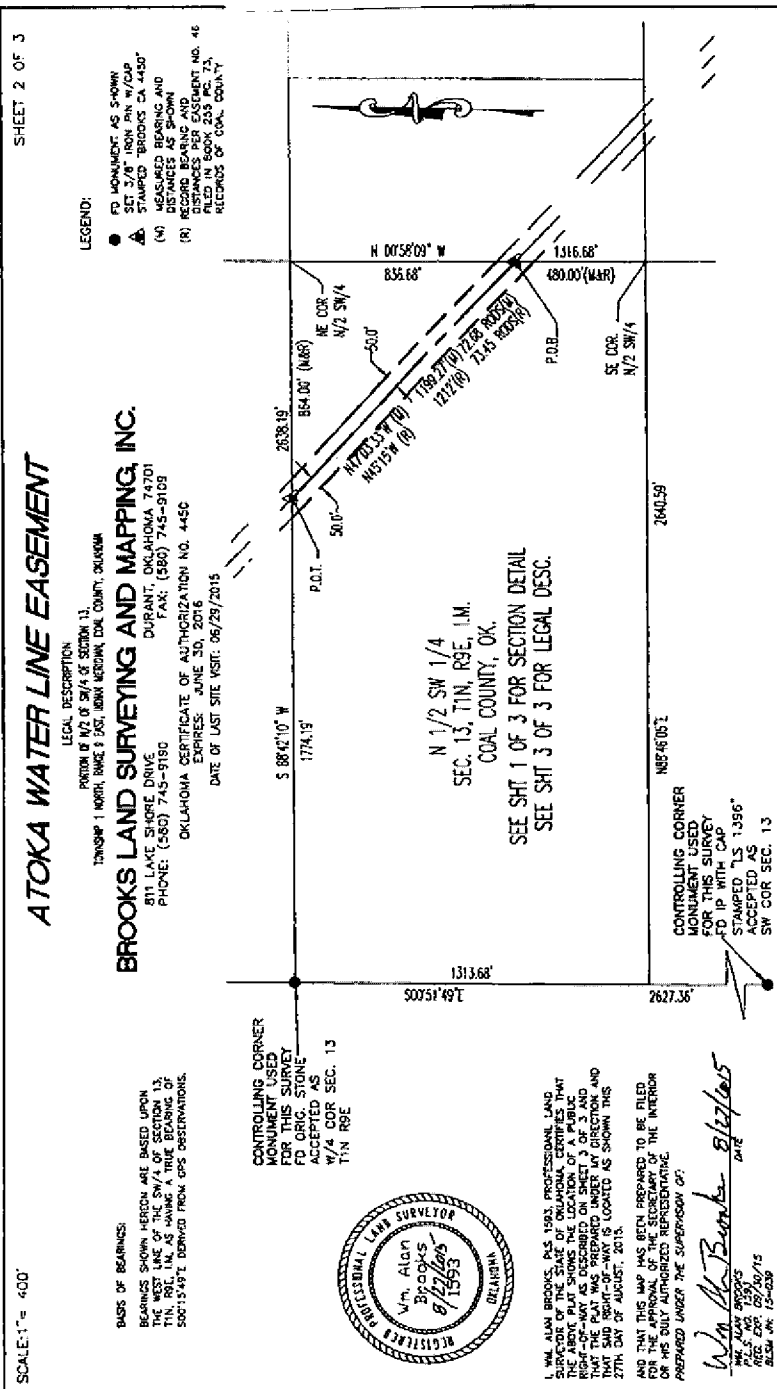 SCALE:1"= 400'
SHEET 2 OF 3
ATOKA WATER LINE EASEMENT
LEGAL DESCRIPTION
PORTION OF N/2 OF SW/4 OF SECTION 13,
TOWNSHIP 1 NORTH, RANGE 9 EAST, INDIAN MERIDIAN, COAL COUNTY, OKLAHOMA
BROOKS LAND SURVEYING AND MAPPING, INC.
811 LAKE SHORE DRIVE DURANT, OKLAHOMA 74701
PHONE: (580) 745-9190 FAX: (580) 745-9109
OKLAHOMA CERTIFICATE OF AUTHORIZATION NO. 4450
EXPIRES: JUNE 30, 2016
DATE OF LAST SITE VISIT: 06/29/2015
LEGEND:
FD MONUMENT AS SHOWN
SET 3/8" IRON PIN W/CAP
STAMPED "BROOKS CA 4450"
(M) MEASURED BEARING AND
DISTANCES AS SHOWN
(R) RECORD BEARING AND
DISTANCES PER EASEMENT NO. 46
FILED IN BOOK 255 PG. 73,
RECORDS OF COAL COUNTY
BASIS OF BEARINGS:
BEARINGS SHOWN HEREON ARE BASED UPON
THE WEST LINE OF THE SW/4 OF SECTION 13,
T1N, R9E, I.M. AS HAVING A TRUE BEARING OF
S00°51'49"E DERIVED FROM GPS OBSERVATIONS.
CONTROLLING CORNER
MONUMENT USED
FOR THIS SURVEY
FD ORIG. STONE
ACCEPTED AS
W/4 COR SEC. 13
T1N R9E
S 88°42'10" W
2638.19'
1774.19'
864.00' (M&R)
NE COR
N/2 SW/4
N 00°58'09" W
1316.68'
836.68'
480.00'(M&R)
50.0'
50.0'
P.O.T.
P.O.B.
N47°03'33"W (M) 1199.27'(M) 72.68 RODS(M)
N45°15'W (R) 1212'(R) 73.45 RODS(R)
SE COR.
N/2 SW/4
N 1/2 SW 1/4
SEC. 13, T1N, R9E, I.M.
COAL COUNTY, OK.
SEE SHT 1 OF 3 FOR SECTION DETAIL
SEE SHT 3 OF 3 FOR LEGAL DESC.
1313.68'
S00°51'49"E
2627.36'
N88°46'05"E
2640.59'
CONTROLLING CORNER
MONUMENT USED
FOR THIS SURVEY
FD IP WITH CAP
STAMPED "LS 1396"
ACCEPTED AS
SW COR SEC. 13
REGISTERED PROFESSIONAL LAND SURVEYOR
Wm. Alan
Brooks
8/27/2015
1593
OKLAHOMA
I, WM. ALAN BROOKS, PLS 1593, PROFESSIONAL LAND
SURVEYOR OF THE STATE OF OKLAHOMA, CERTIFIES THAT
THE ABOVE PLAT SHOWS THE LOCATION OF A PUBLIC
RIGHT-OF-WAY AS DESCRIBED ON SHEET 3 OF 3 AND
THAT THE PLAT WAS PREPARED UNDER MY DIRECTION AND
THAT SAID RIGHT-OF-WAY IS LOCATED AS SHOWN THIS
27TH DAY OF AUGUST, 2015.
AND THAT THIS MAP HAS BEEN PREPARED TO BE FILED
FOR THE APPROVAL OF THE SECRETARY OF THE INTERIOR
OR HIS DULY AUTHORIZED REPRESENTATIVE.
PREPARED UNDER THE SUPERVISION OF:
Wm Alan Brooks 8/27/2015
WM. ALAN BROOKS DATE
P.L.S. NO. 1593
REG. EXP. 09/30/15
BLSM JN: 15-039